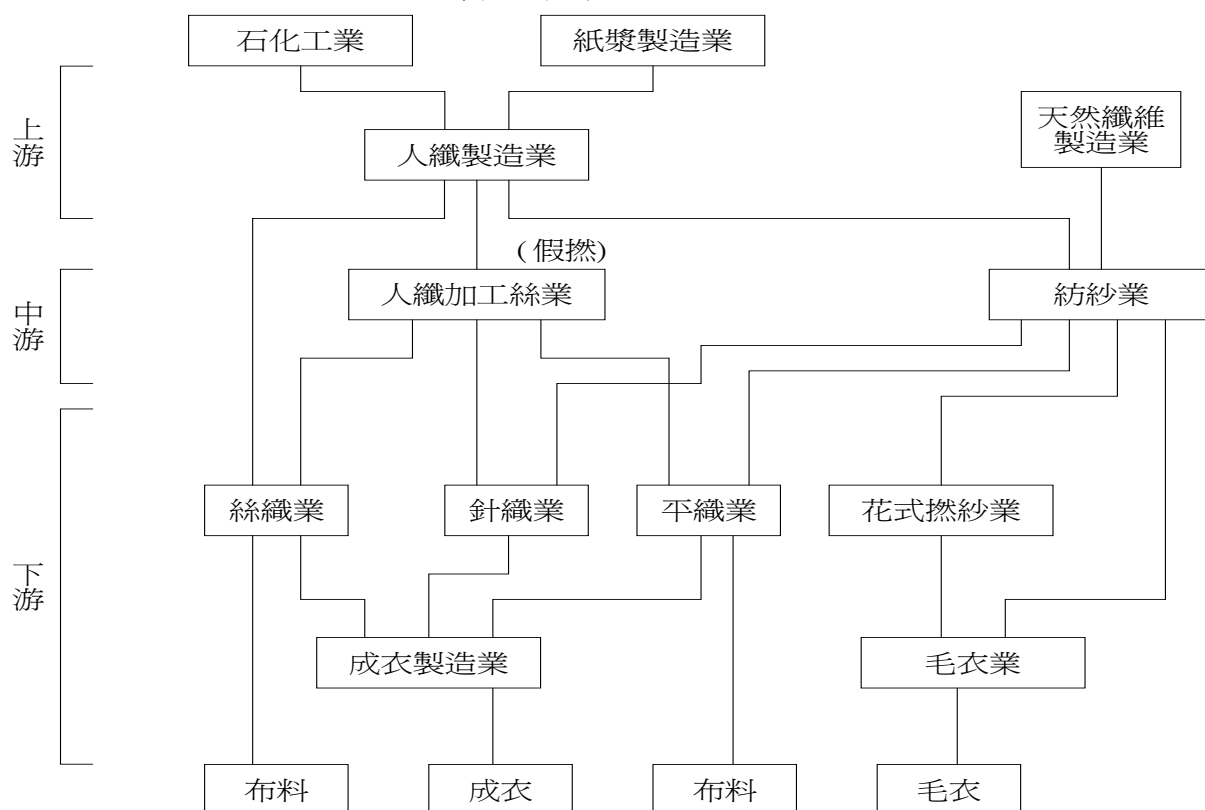 石化工業
紙漿製造業
上游
天然纖維
製造業
人纖製造業
(假撚)
中游
人纖加工絲業
紡紗業
下游
絲織業
針織業
平織業
花式撚紗業
成衣製造業
毛衣業
布料
成衣
布料
毛衣